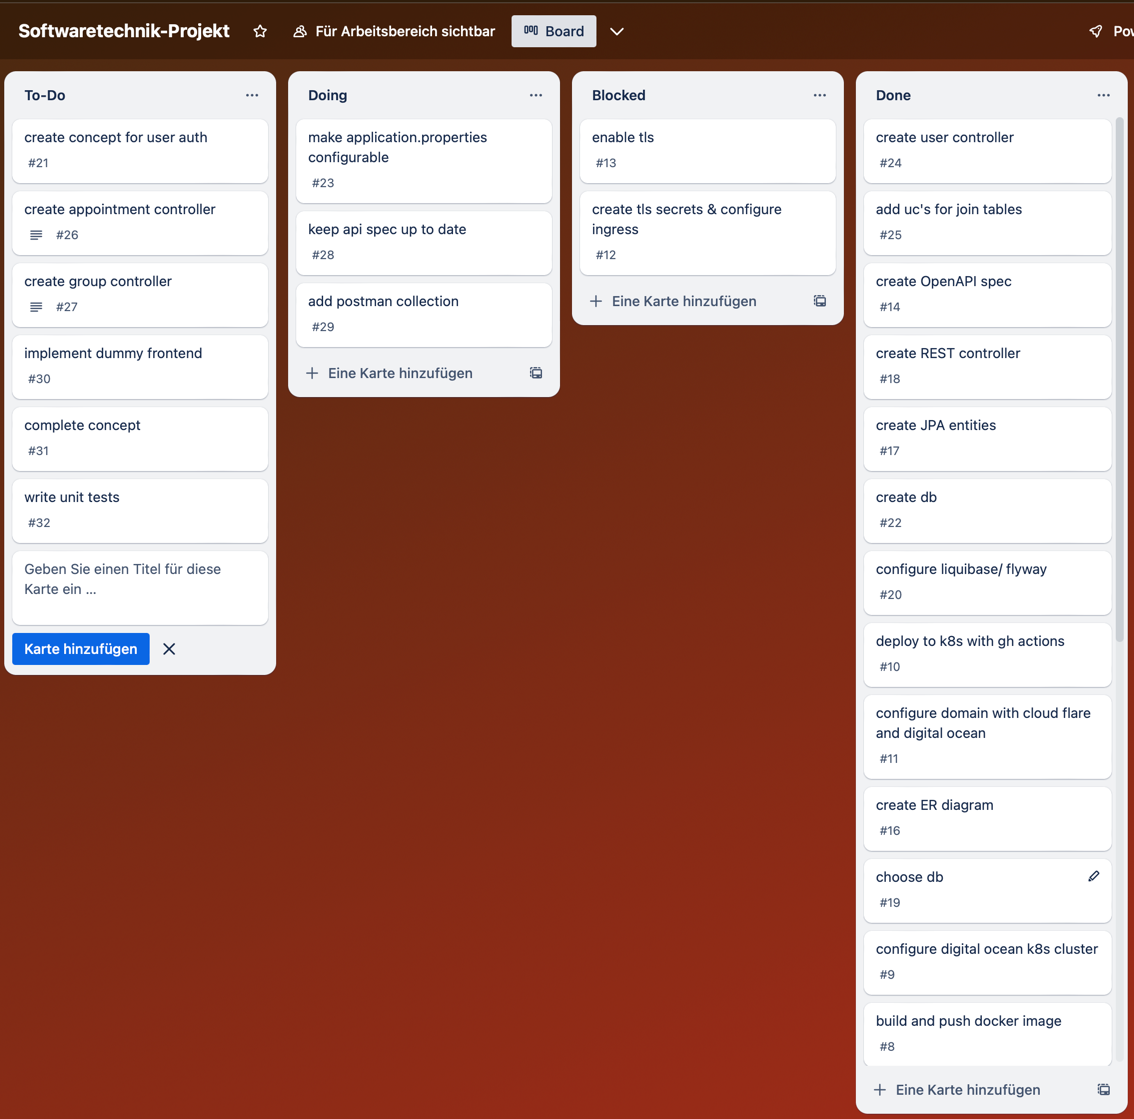 Softwaretechnik-Projekt
Für Arbeitsbereich sichtbar
Board
To-Do
create concept for user auth
#21
create appointment controller
#26
create group controller
#27
implement dummy frontend
#30
complete concept
#31
write unit tests
#32
Geben Sie einen Titel für diese
Karte ein ...
Karte hinzufügen
Doing
make application.properties
configurable
#23
keep api spec up to date
#28
add postman collection
#29
Eine Karte hinzufügen
Blocked
enable tls
#13
create tls secrets & configure
ingress
#12
Eine Karte hinzufügen
Done
create user controller
#24
add uc's for join tables
#25
create OpenAPI spec
#14
create REST controller
#18
create JPA entities
#17
create db
#22
configure liquibase/ flyway
#20
deploy to k8s with gh actions
#10
configure domain with cloud flare
and digital ocean
#11
create ER diagram
#16
choose db
#19
configure digital ocean k8s cluster
#9
build and push docker image
#8
Eine Karte hinzufügen